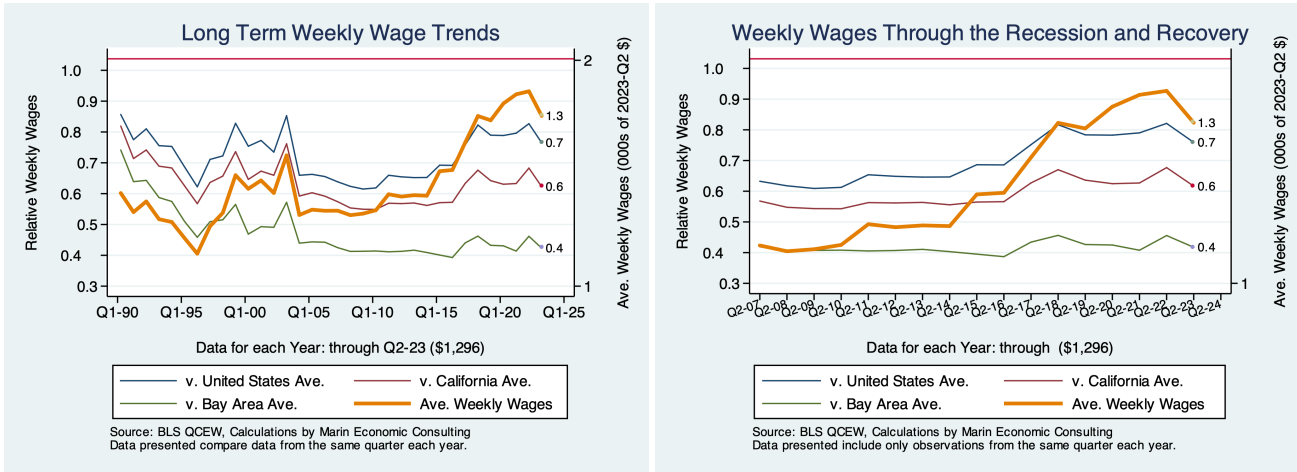 Long Term Weekly Wage Trends
Relative Weekly Wages
1.0
0.9
0.8
0.7
0.6
0.5
0.4
0.3
2
1
Ave. Weekly Wages (000s of 2023-Q2 $)
1.3
0.7
0.6
0.4
Q1-90 Q1-95 Q1-00 Q1-05 Q1-10 Q1-15 Q1-20 Q1-25
Data for each Year: through Q2-23 ($1,296)
v. United States Ave. v. California Ave.
v. Bay Area Ave. Ave. Weekly Wages
Source: BLS QCEW, Calculations by Marin Economic Consulting
Data presented compare data from the same quarter each year.
Weekly Wages Through the Recession and Recovery
Relative Weekly Wages
1.0
0.9
0.8
0.7
0.6
0.5
0.4
0.3
1
Ave. Weekly Wages (000s of 2023-Q2 $)
1.3
0.7
0.6
0.4
Q2-07 Q2-08 Q2-09 Q2-10 Q2-11 Q2-12 Q2-13 Q2-14 Q2-15 Q2-16 Q2-17 Q2-18 Q2-19 Q2-20 Q2-21 Q2-22 Q2-23 Q2-24
Data for each Year: through ($1,296)
v. United States Ave. v. California Ave.
v. Bay Area Ave. Ave. Weekly Wages
Source: BLS QCEW, Calculations by Marin Economic Consulting
Data presented include only observations from the same quarter each year.